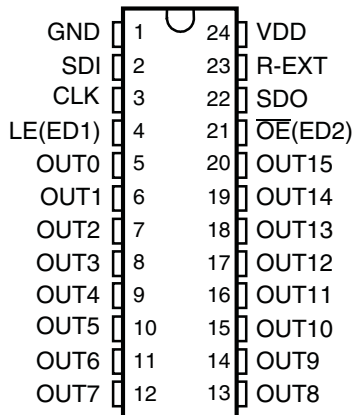 GND 1 24 VDD
SDI 2 23 R-EXT
CLK 3 22 SDO
LE(ED1) 4 21 OE(ED2)
OUT0 5 20 OUT15
OUT1 6 19 OUT14
OUT2 7 18 OUT13
OUT3 8 17 OUT12
OUT4 9 16 OUT11
OUT5 10 15 OUT10
OUT6 11 14 OUT9
OUT7 12 13 OUT8